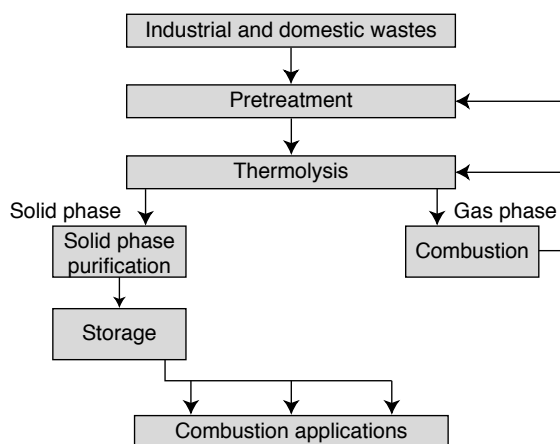 Industrial and domestic wastes
Pretreatment
Thermolysis
Solid phase
Gas phase
Solid phase
purification
Combustion
Storage
Combustion applications